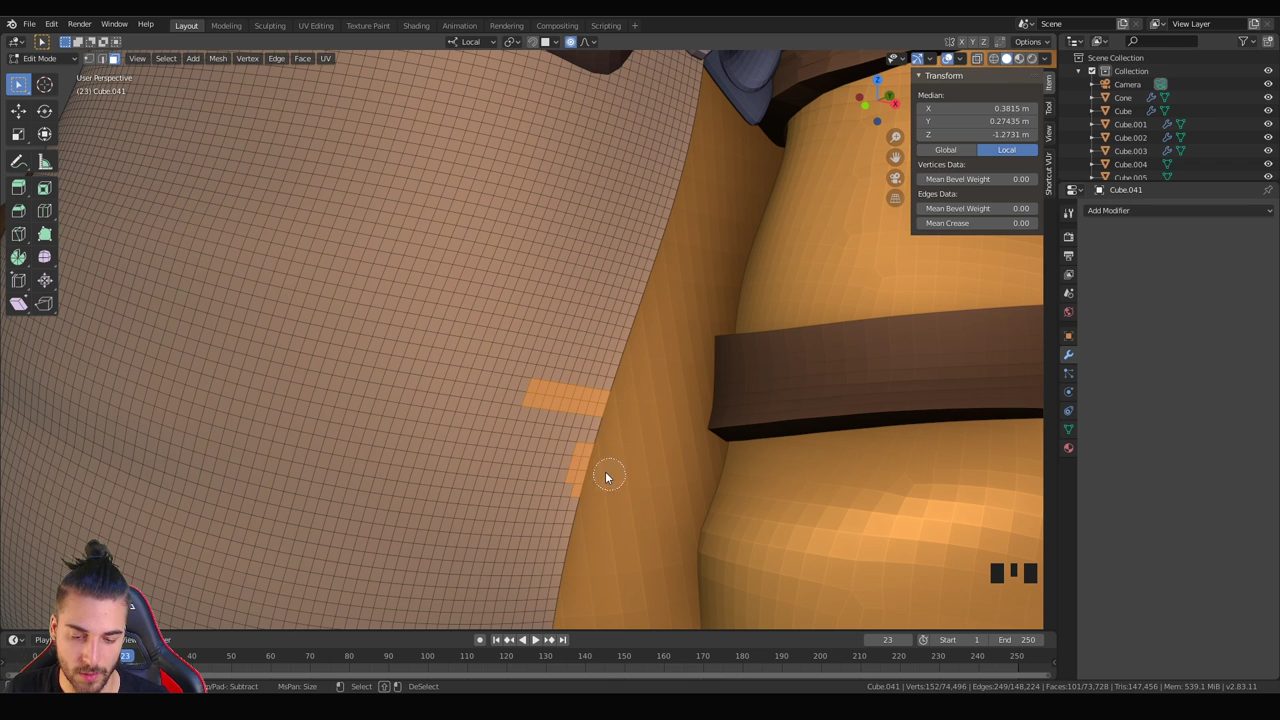 File Edit Render Window Help Layout Modeling Sculpting UV Editing Texture Paint Shading Animation Rendering Compositing Scripting + Scene View Layer
Local X Y Z Options
Edit Mode View Select Add Mesh Vertex Edge Face UV
User Perspective
(23) Cube.041
Transform
Median:
X 0.3815 m
Y 0.27435 m
Z -1.2731 m
Global Local
Vertices Data:
Mean Bevel Weight 0.00
Edges Data:
Mean Bevel Weight 0.00
Mean Crease 0.00
Item
Tool
View
Shortcut VUr
Scene Collection
Collection
Camera
Cone
Cube
Cube.001
Cube.002
Cube.003
Cube.004
Cube.005
Cube.041
Add Modifier
23 Start 1 End 250
23 50 60 70 80 90 100 110 120 130 140 150 160 170 180 190 200 210 220 230 240 250
Subtract MsPan: Size Select DeSelect
Cube.041 | Verts:152/74,496 | Edges:249/148,224 | Faces:101/73,728 | Tris:147,456 | Mem: 539.1 MiB | v2.83.11